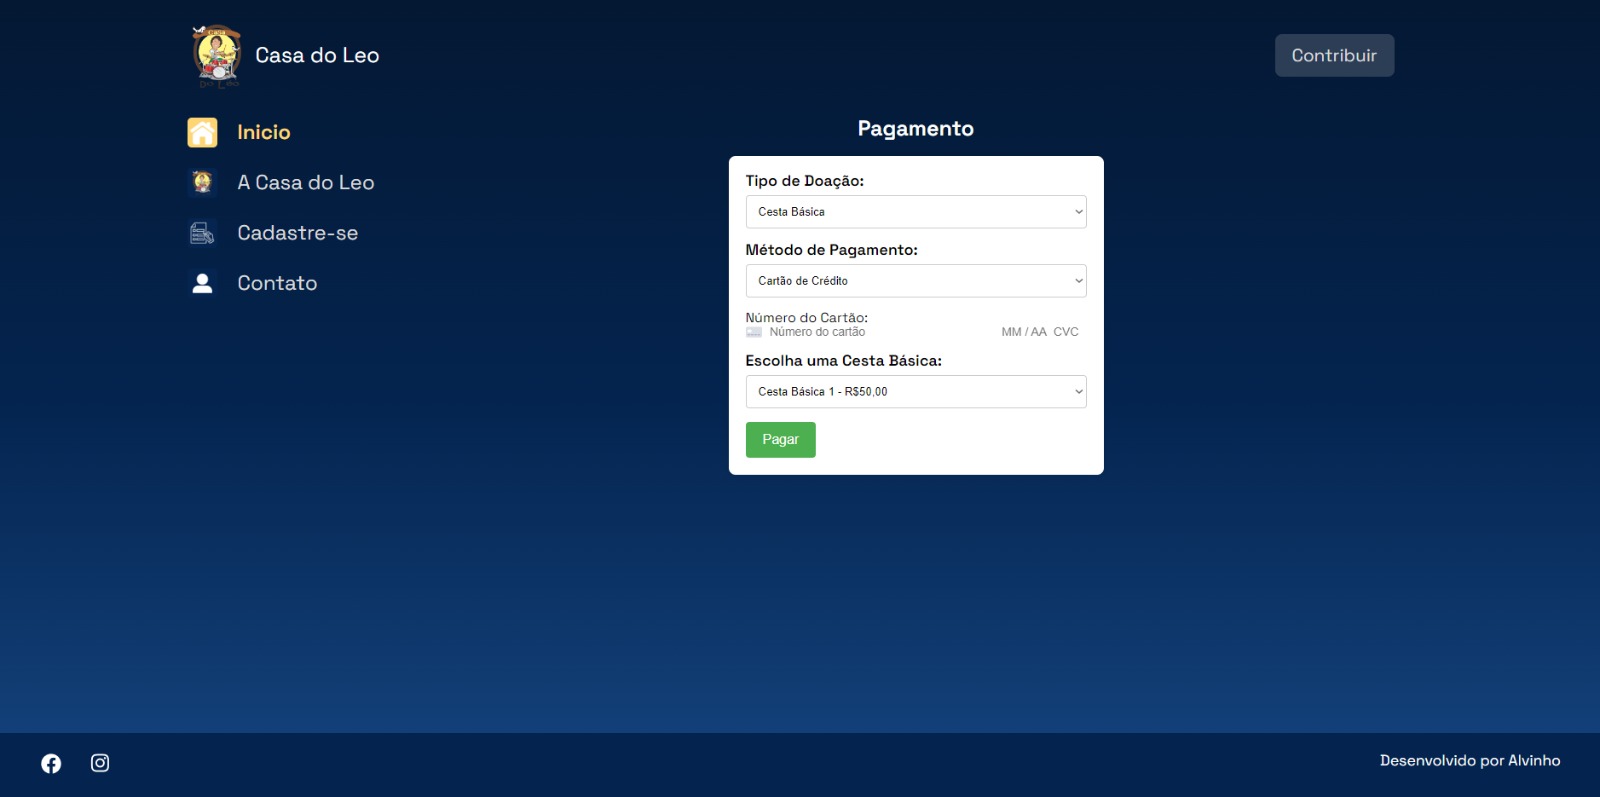 Casa do Leo
Contribuir
Inicio
A Casa do Leo
Cadastre-se
Contato
Pagamento
Tipo de Doação:
Cesta Básica
Método de Pagamento:
Cartão de Crédito
Número do Cartão:
Número do cartão MM / AA CVC
Escolha uma Cesta Básica:
Cesta Básica 1 - R$50,00
Pagar
Desenvolvido por Alvinho